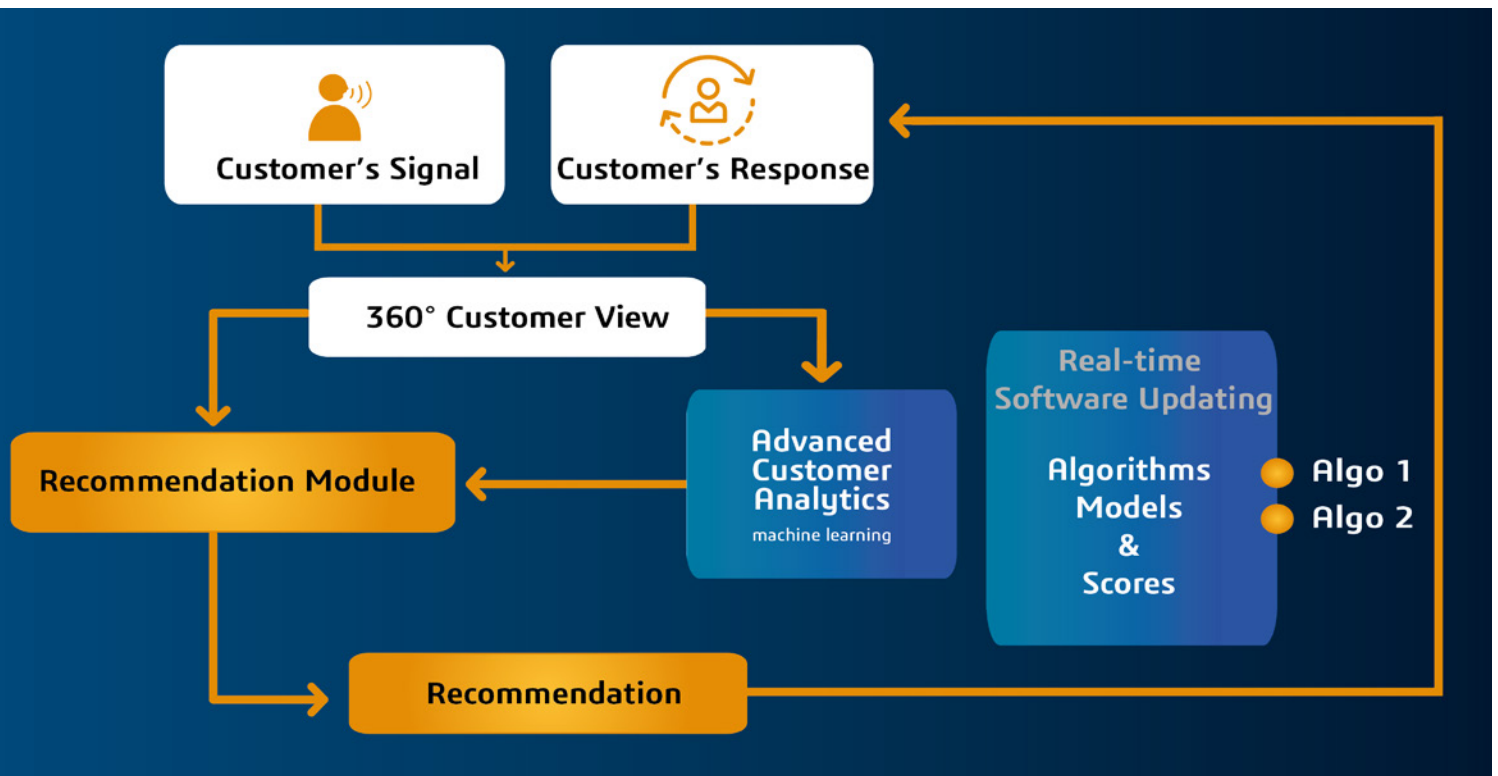 Customer's Signal
Customer's Response
360° Customer View
Recommendation Module
Advanced
Customer
Analytics
machine learning
Real-time
Software Updating
Algorithms
Models
&
Scores
Algo 1
Algo 2
Recommendation